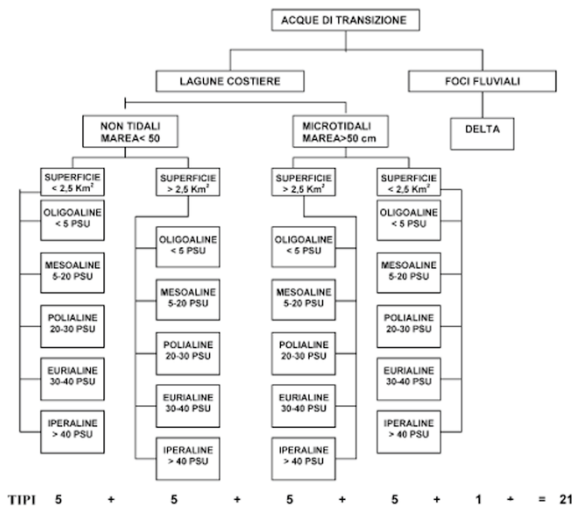 ACQUE DI TRANSIZIONE
LAGUNE COSTIERE
FOCI FLUVIALI
NON TIDALI
MAREA< 50
MICROTIDALI
MAREA>50 cm
DELTA
SUPERFICIE
< 2,5 Km²
OLIGOALINE
< 5 PSU
MESOALINE
5-20 PSU
POLIALINE
20-30 PSU
EURIALINE
30-40 PSU
IPERALINE
> 40 PSU
SUPERFICIE
> 2,5 Km²
OLIGOALINE
< 5 PSU
MESOALINE
5-20 PSU
POLIALINE
20-30 PSU
EURIALINE
30-40 PSU
IPERALINE
> 40 PSU
SUPERFICIE
> 2,5 Km²
OLIGOALINE
< 5 PSU
MESOALINE
5-20 PSU
POLIALINE
20-30 PSU
EURIALINE
30-40 PSU
IPERALINE
> 40 PSU
SUPERFICIE
< 2,5 Km²
OLIGOALINE
< 5 PSU
MESOALINE
5-20 PSU
POLIALINE
20-30 PSU
EURIALINE
30-40 PSU
IPERALINE
> 40 PSU
TIPI 5 + 5 + 5 + 5 + 1 + = 21